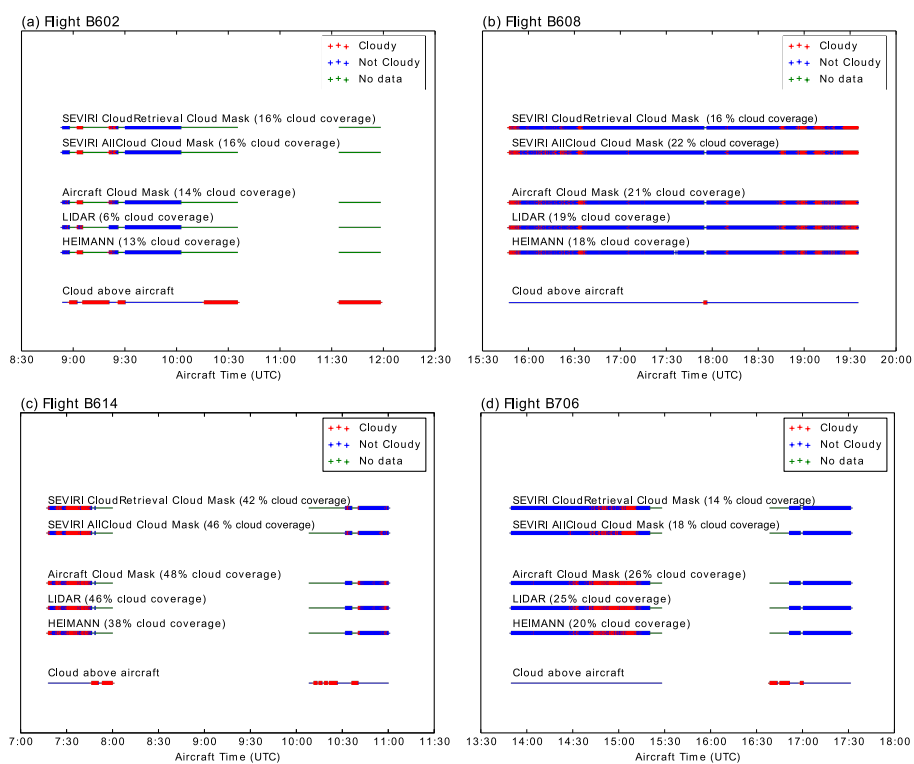 (a) Flight B602
Cloudy
Not Cloudy
No data
SEVIRI CloudRetrieval Cloud Mask (16% cloud coverage)
SEVIRI AllCloud Cloud Mask (16% cloud coverage)
Aircraft Cloud Mask (14% cloud coverage)
LIDAR (6% cloud coverage)
HEIMANN (13% cloud coverage)
Cloud above aircraft
8:30 9:00 9:30 10:00 10:30 11:00 11:30 12:00 12:30
Aircraft Time (UTC)
(b) Flight B608
Cloudy
Not Cloudy
No data
SEVIRI CloudRetrieval Cloud Mask (16 % cloud coverage)
SEVIRI AllCloud Cloud Mask (22 % cloud coverage)
Aircraft Cloud Mask (21% cloud coverage)
LIDAR (19% cloud coverage)
HEIMANN (18% cloud coverage)
Cloud above aircraft
15:30 16:00 16:30 17:00 17:30 18:00 18:30 19:00 19:30 20:00
Aircraft Time (UTC)
(c) Flight B614
Cloudy
Not Cloudy
No data
SEVIRI CloudRetrieval Cloud Mask (42 % cloud coverage)
SEVIRI AllCloud Cloud Mask (46 % cloud coverage)
Aircraft Cloud Mask (48% cloud coverage)
LIDAR (46% cloud coverage)
HEIMANN (38% cloud coverage)
Cloud above aircraft
7:00 7:30 8:00 8:30 9:00 9:30 10:00 10:30 11:00 11:30
Aircraft Time (UTC)
(d) Flight B706
Cloudy
Not Cloudy
No data
SEVIRI CloudRetrieval Cloud Mask (14 % cloud coverage)
SEVIRI AllCloud Cloud Mask (18 % cloud coverage)
Aircraft Cloud Mask (26% cloud coverage)
LIDAR (25% cloud coverage)
HEIMANN (20% cloud coverage)
Cloud above aircraft
13:30 14:00 14:30 15:00 15:30 16:00 16:30 17:00 17:30 18:00
Aircraft Time (UTC)